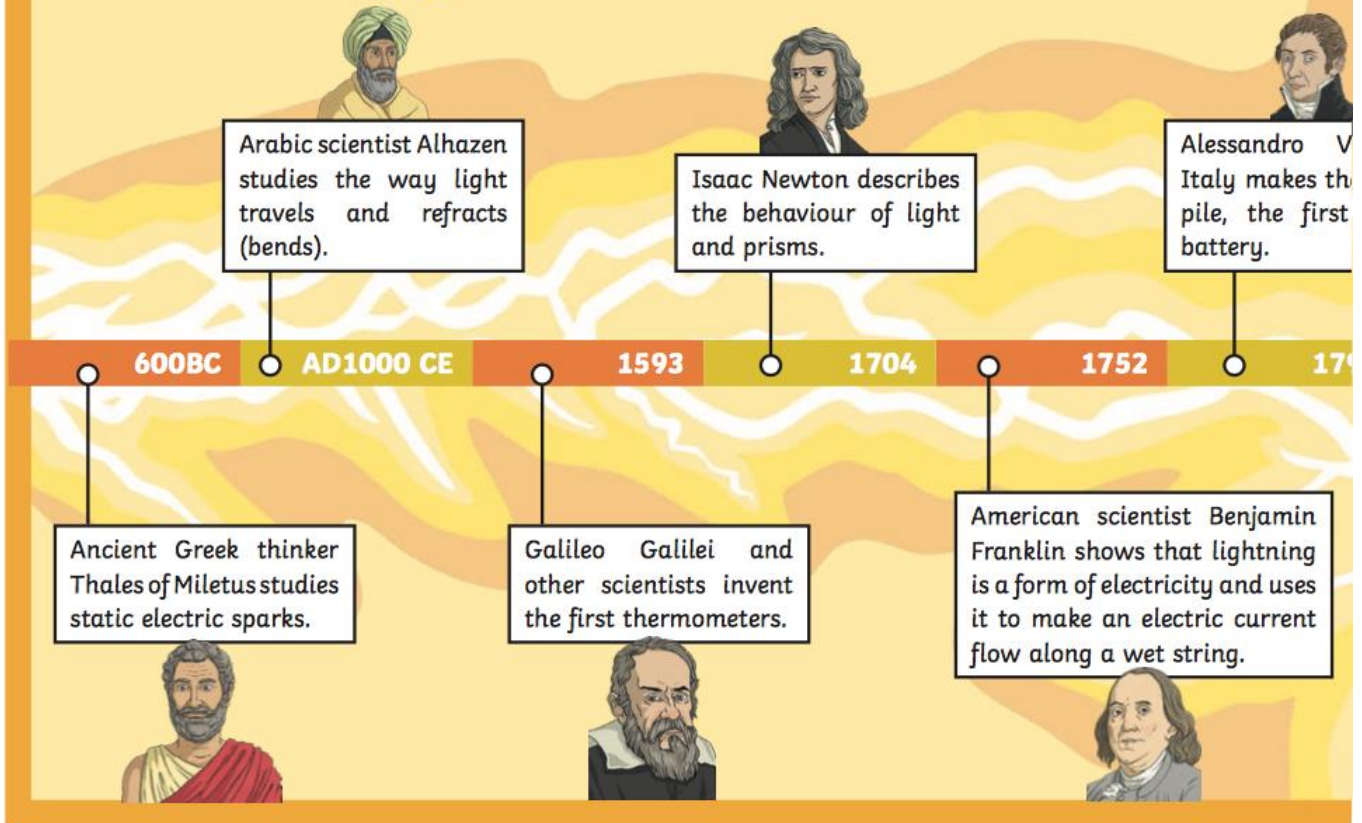 Arabic scientist Alhazen
studies the way light
travels and refracts
(bends).
Isaac Newton describes
the behaviour of light
and prisms.
Alessandro
Italy makes
pile, the first
battery.
600BC
AD1000 CE
1593
1704
1752
Ancient Greek thinker
Thales of Miletus studies
static electric sparks.
Galileo Galilei and
other scientists invent
the first thermometers.
American scientist Benjamin
Franklin shows that lightning
is a form of electricity and uses
it to make an electric current
flow along a wet string.